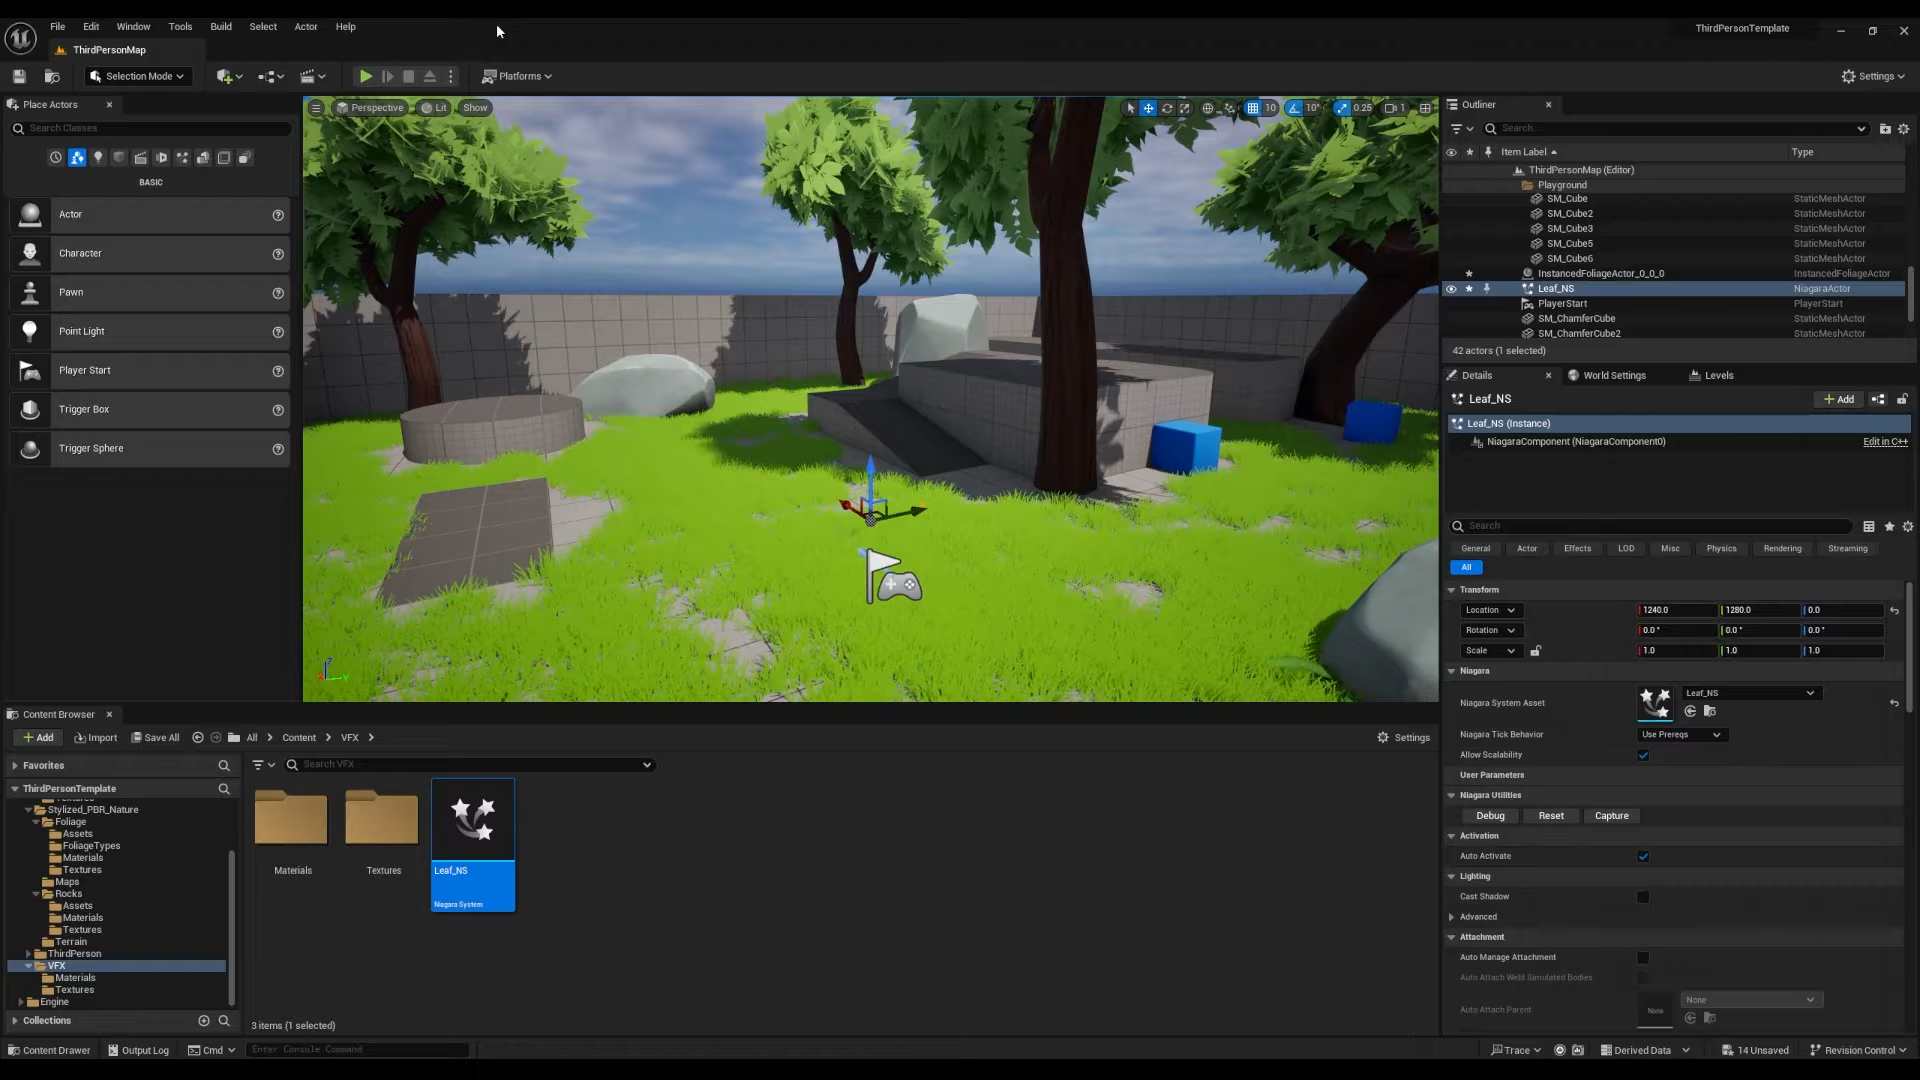 File Edit Window Tools Build Select Actor Help
ThirdPersonTemplate
ThirdPersonMap
Selection Mode
Platforms
Settings
Place Actors
Search Classes
BASIC
Actor
Character
Pawn
Point Light
Player Start
Trigger Box
Trigger Sphere
Perspective Lit Show
10 10° 0.25 1
Outliner
Search...
Item Label Type
ThirdPersonMap (Editor)
Playground
SM_Cube StaticMeshActor
SM_Cube2 StaticMeshActor
SM_Cube3 StaticMeshActor
SM_Cube5 StaticMeshActor
SM_Cube6 StaticMeshActor
InstancedFoliageActor_0_0_0 InstancedFoliageActor
Leaf_NS NiagaraActor
PlayerStart PlayerStart
SM_ChamferCube StaticMeshActor
SM_ChamferCube2 StaticMeshActor
42 actors (1 selected)
Details World Settings Levels
Leaf_NS
Add
Leaf_NS (Instance)
NiagaraComponent (NiagaraComponent0) Edit in C++
Search
General Actor Effects LOD Misc Physics Rendering Streaming
All
Transform
Location 1240.0 1280.0 0.0
Rotation 0.0° 0.0° 0.0°
Scale 1.0 1.0 1.0
Niagara
Niagara System Asset Leaf_NS
Niagara Tick Behavior Use Prereqs
Allow Scalability
User Parameters
Niagara Utilities
Debug Reset Capture
Activation
Auto Activate
Lighting
Cast Shadow
Advanced
Attachment
Auto Manage Attachment
Auto Attach Weld Simulated Bodies
Auto Attach Parent None None
Content Browser
Add Import Save All All Content VFX Settings
Favorites
Search VFX
ThirdPersonTemplate
Textures
Stylized_PBR_Nature
Foliage
Assets
FoliageTypes
Materials
Textures
Maps
Rocks
Assets
Materials
Textures
Terrain
ThirdPerson
VFX
Materials
Textures
Engine
Collections
Materials Textures Leaf_NS
Niagara System
3 items (1 selected)
Content Drawer Output Log Cmd Enter Console Command Trace Derived Data 14 Unsaved Revision Control